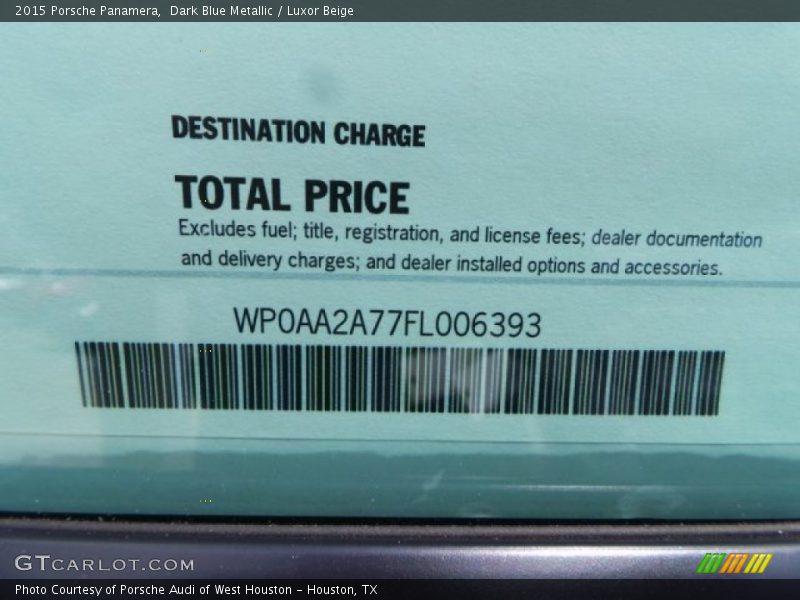 2015 Porsche Panamera, Dark Blue Metallic / Luxor Beige
DESTINATION CHARGE
TOTAL PRICE
Excludes fuel; title, registration, and license fees; dealer documentation
and delivery charges; and dealer installed options and accessories.
WP0AA2A77FL006393
GTCARLOT.COM
Photo Courtesy of Porsche Audi of West Houston - Houston, TX